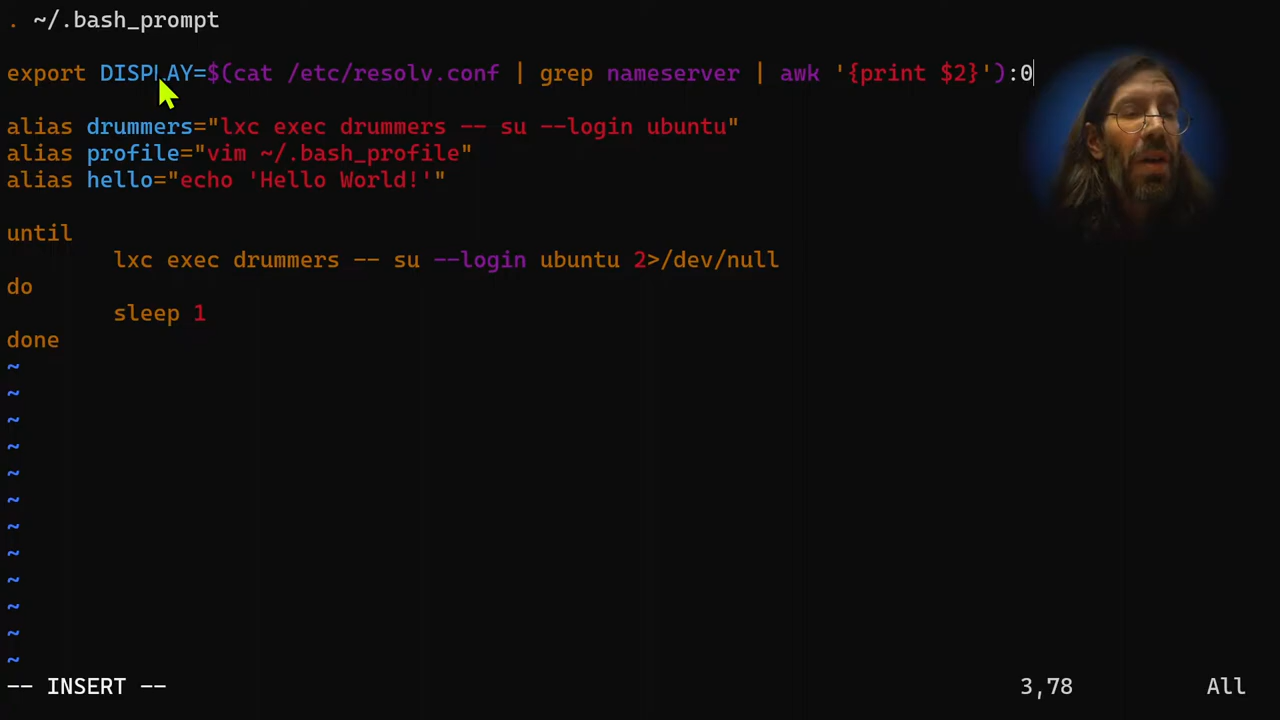 . ~/.bash_prompt
export DISPLAY=$(cat /etc/resolv.conf | grep nameserver | awk '{print $2}'):0
alias drummers="lxc exec drummers -- su --login ubuntu"
alias profile="vim ~/.bash_profile"
alias hello="echo 'Hello World!'"
until
lxc exec drummers -- su --login ubuntu 2>/dev/null
do
sleep 1
done
~
~
~
~
~
~
~
~
~
~
~
~
-- INSERT -- 3,78 All